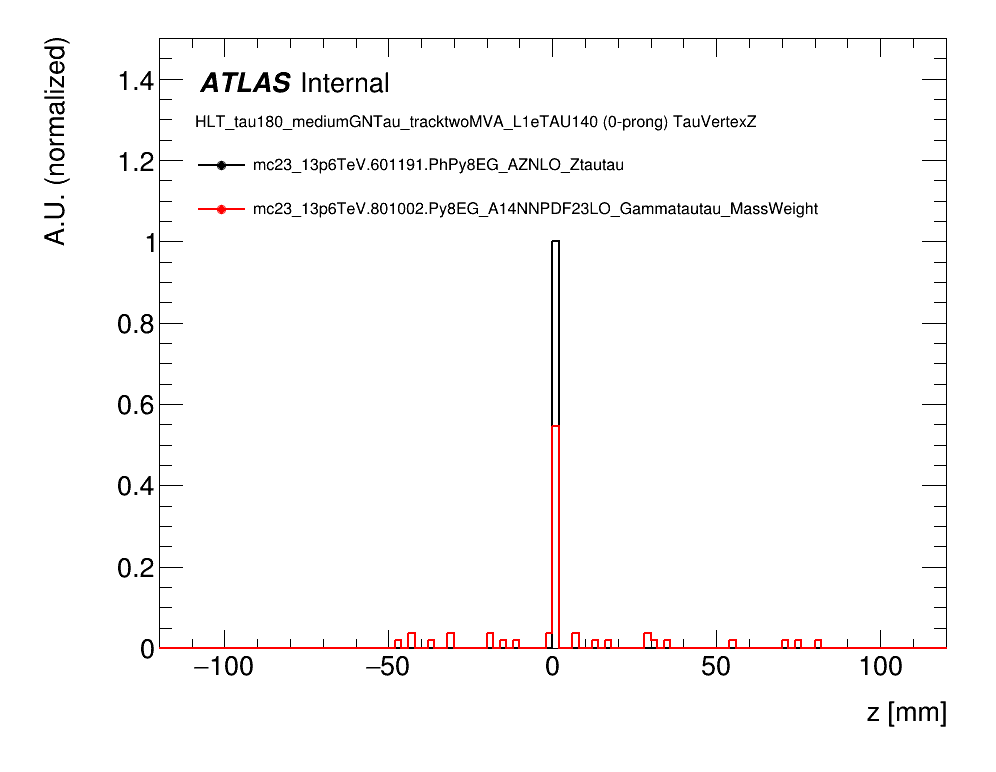 A.U. (normalized)
ATLAS Internal
HLT_tau180_mediumGNTau_tracktwoMVA_L1eTAU140 (0-prong) TauVertexZ
mc23_13p6TeV.601191.PhPy8EG_AZNLO_Ztautau
mc23_13p6TeV.801002.Py8EG_A14NNPDF23LO_Gammatautau_MassWeight
1.4
1.2
1
0.8
0.6
0.4
0.2
0
−100 −50 0 50 100
z [mm]